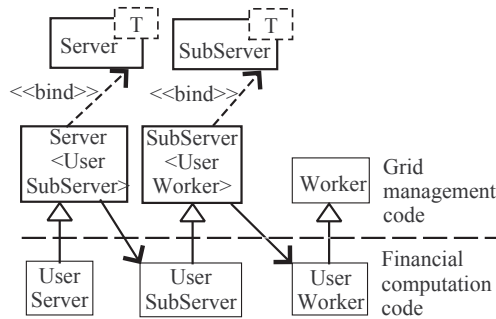 T
Server
T
SubServer
<<bind>>
<<bind>>
Server
<User
SubServer>
SubServer
<User
Worker>
Worker
Grid
management
code
User
Server
User
SubServer
User
Worker
Financial
computation
code